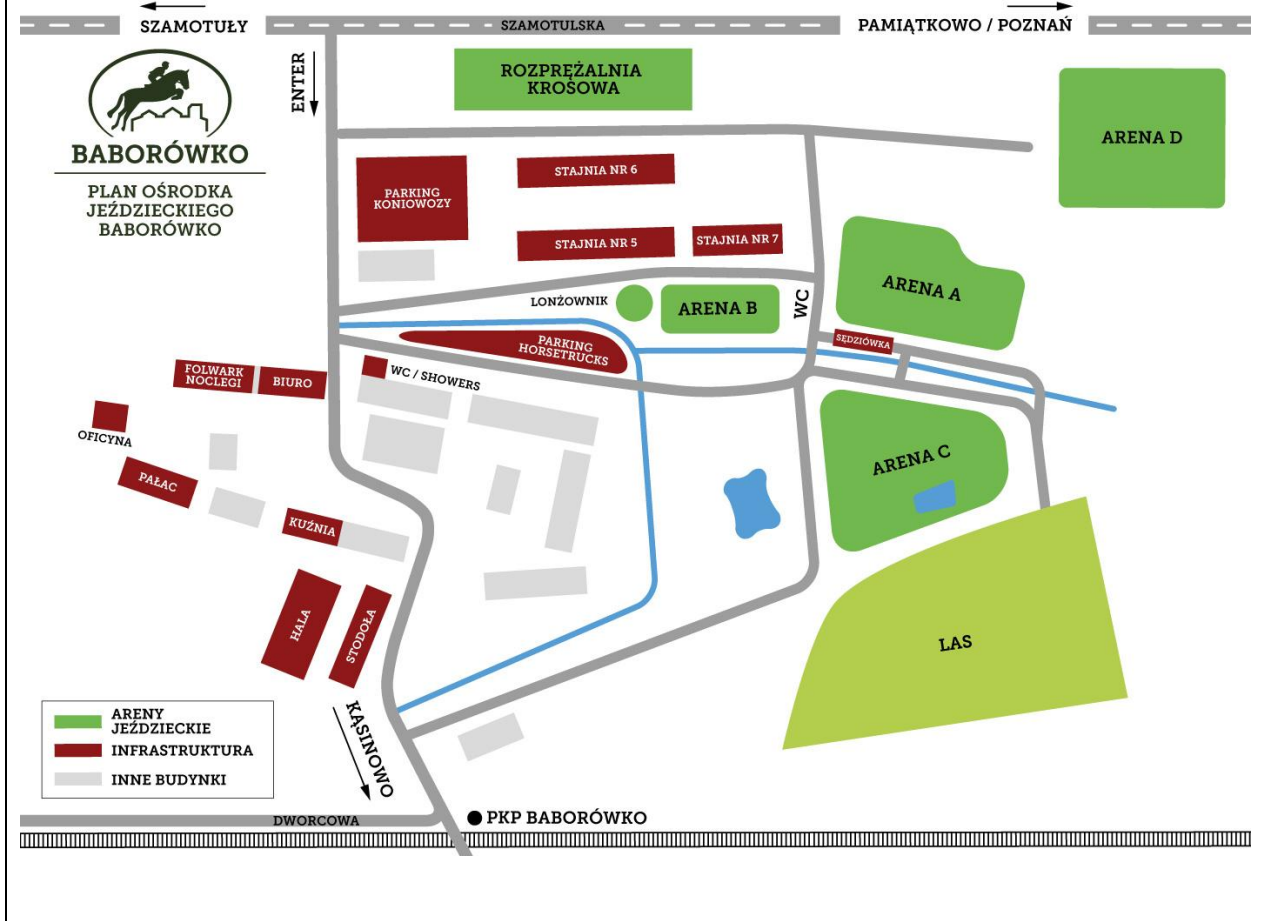 SZAMOTUŁY
SZAMOTULSKA
PAMIĄTKOWO / POZNAŃ
ENTER
ROZPRĘŻALNIA
KROSOWA
ARENA D
BABORÓWKO
PLAN OŚRODKA
JEŹDZIECKIEGO
BABORÓWKO
PARKING
KONIOWOZY
STAJNIA NR 6
STAJNIA NR 5
STAJNIA NR 7
ARENA A
LONŻOWNIK
ARENA B
WC
SĘDZIÓWKA
PARKING
HORSETRUCKS
WC / SHOWERS
FOLWARK
NOCLEGI
BIURO
OFICYNA
PAŁAC
KUŹNIA
ARENA C
HALA
STODOŁA
LAS
ARENY
JEŹDZIECKIE
INFRASTRUKTURA
INNE BUDYNKI
KĄSINOWO
DWORCOWA
PKP BABORÓWKO